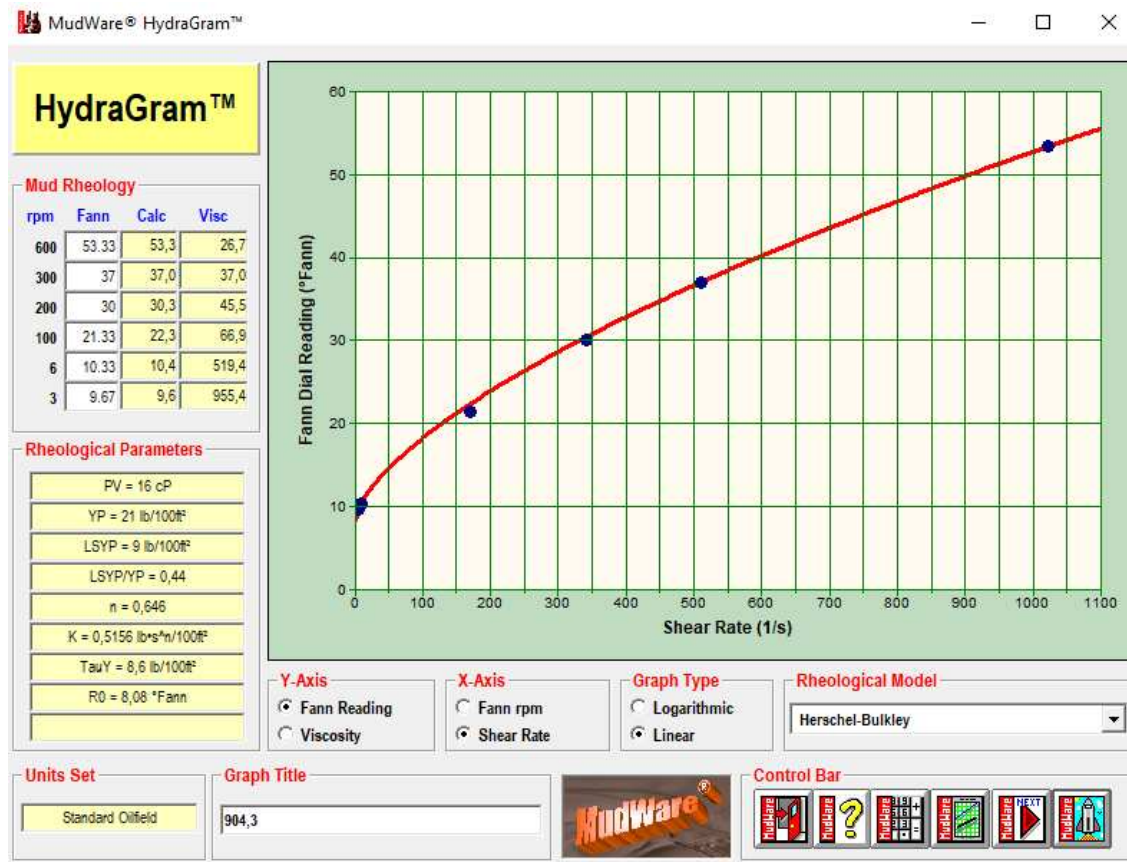 MudWare® HydraGram™
HydraGram™
Mud Rheology
rpm Fann Calc Visc
600 53.33 53,3 26,7
300 37 37,0 37,0
200 30 30,3 45,5
100 21.33 22,3 66,9
6 10.33 10,4 519,4
3 9.67 9,6 955,4
Rheological Parameters
PV = 16 cP
YP = 21 lb/100ft²
LSYP = 9 lb/100ft²
LSYP/YP = 0,44
n = 0,646
K = 0,5156 lb•s^n/100ft²
TauY = 8,6 lb/100ft²
R0 = 8,08 °Fann
Fann Dial Reading (°Fann)
60
50
40
30
20
10
0
0 100 200 300 400 500 600 700 800 900 1000 1100
Shear Rate (1/s)
Y-Axis
Fann Reading
Viscosity
X-Axis
Fann rpm
Shear Rate
Graph Type
Logarithmic
Linear
Rheological Model
Herschel-Bulkley
Units Set
Standard Oilfield
Graph Title
904,3
MudWare®
Control Bar
MudWare
MudWare ?
MudWare
MudWare
MudWare NEXT
MudWare